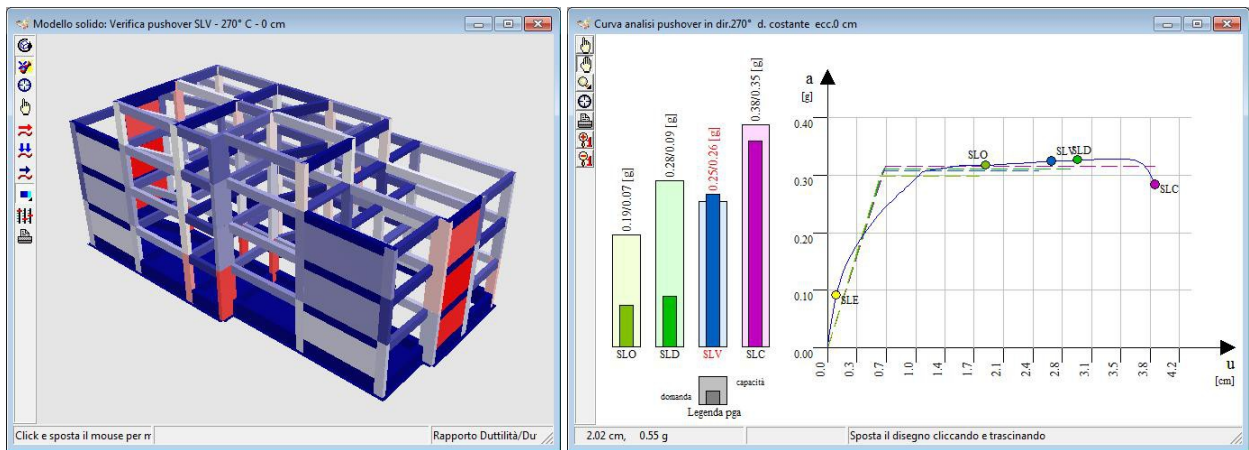 Modello solido: Verifica pushover SLV - 270° C - 0 cm
Click e sposta il mouse per m
Rapporto Duttilità/Du
Curva analisi pushover in dir.270° d. costante ecc.0 cm
0.19/0.07 [g]
0.28/0.09 [g]
0.25/0.26 [g]
0.38/0.35 [g]
SLO
SLD
SLV
SLC
domanda
capacità
Legenda pga
a
[g]
0.40
0.30
0.20
0.10
0.00
SLE
SLO
SLV
SLD
SLC
0.0
0.3
0.7
1.0
1.4
1.7
2.1
2.4
2.8
3.1
3.5
3.8
4.2
u
[cm]
2.02 cm, 0.55 g
Sposta il disegno cliccando e trascinando